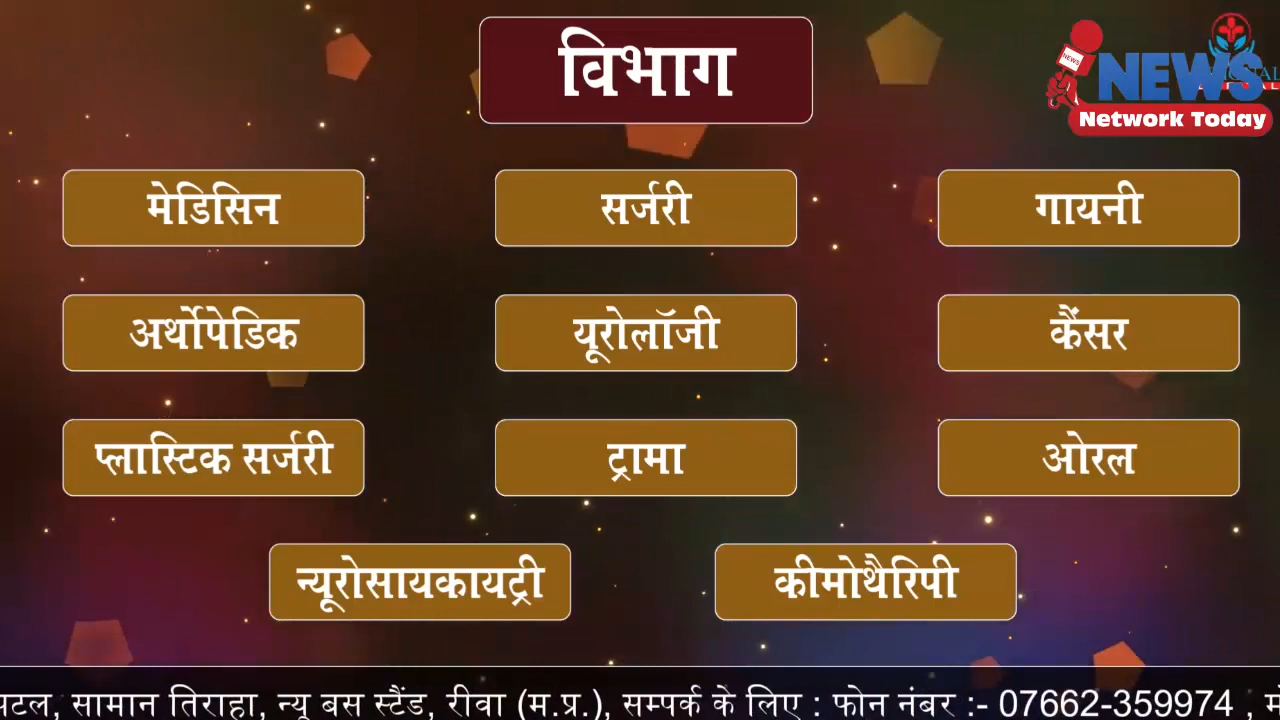 विभाग
NEWS
NEWS
Network Today
मेडिसिन
सर्जरी
गायनी
अर्थोपेडिक
यूरोलॉजी
कैंसर
प्लास्टिक सर्जरी
ट्रामा
ओरल
न्यूरोसायकायट्री
कीमोथैरिपी
सामान तिराहा, न्यू बस स्टैंड, रीवा (म.प्र.), सम्पर्क के लिए : फोन नंबर :- 07662-359974 ,